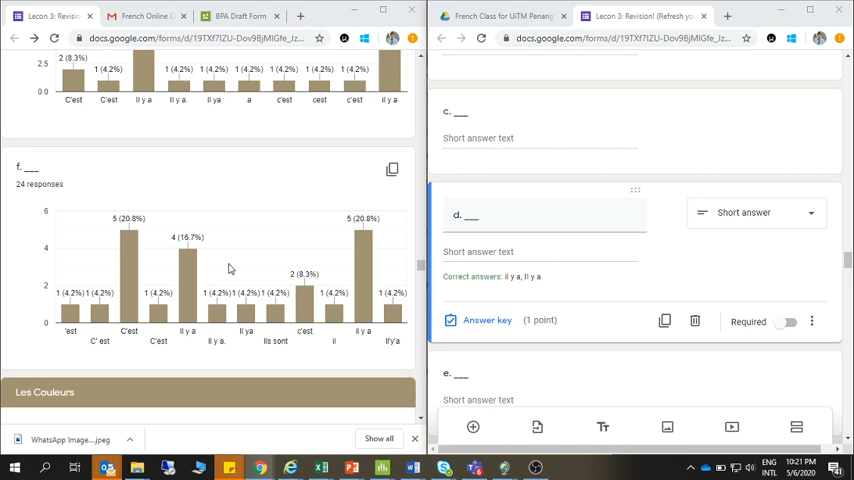 Lecon 3: Revision!
French Online C
BPA Draft Form
docs.google.com/forms/d/19TXf7IZU-Dov9BjMIGfe_Jz...
2 (8.3%)
2.5
1 (4.2%)
1 (4.2%) 1 (4.2%) 1 (4.2%) 1 (4.2%) 1 (4.2%) 1 (4.2%)
0.0
C'est C'est Il y a Il y a. Il ya a c'est cest c'est il y a
f. ___
24 responses
6
4
2
0
1 (4.2%) 1 (4.2%) 5 (20.8%) 1 (4.2%) 4 (16.7%) 1 (4.2%) 1 (4.2%) 1 (4.2%) 2 (8.3%) 1 (4.2%) 5 (20.8%) 1 (4.2%)
'est C'est Il y a Il ya c'est il y a
C' est C'est il y a. Ils sont il Il'y'a
Les Couleurs
WhatsApp Image....jpeg
Show all
French Class for UiTM Penang
Lecon 3: Revision! (Refresh you
docs.google.com/forms/d/19TXf7IZU-Dov9BjMIGfe_Jz...
c. ___
Short answer text
d. ___
Short answer
Short answer text
Correct answers: il y a, Il y a
Answer key (1 point)
Required
e. ___
Short answer text
ENG
INTL
10:21 PM
5/6/2020
41